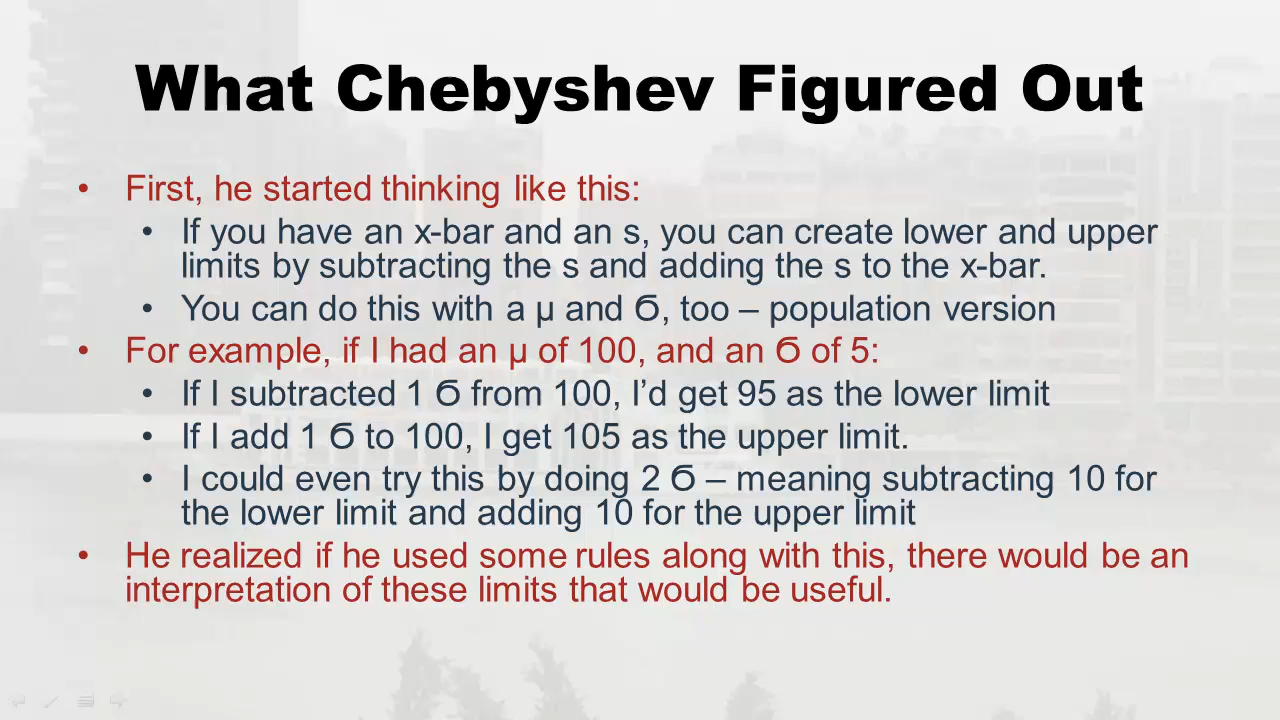 What Chebyshev Figured Out
• First, he started thinking like this:
• If you have an x-bar and an s, you can create lower and upper
limits by subtracting the s and adding the s to the x-bar.
• You can do this with a µ and Ϭ, too – population version
• For example, if I had an µ of 100, and an Ϭ of 5:
• If I subtracted 1 Ϭ from 100, I’d get 95 as the lower limit
• If I add 1 Ϭ to 100, I get 105 as the upper limit.
• I could even try this by doing 2 Ϭ – meaning subtracting 10 for
the lower limit and adding 10 for the upper limit
• He realized if he used some rules along with this, there would be an
interpretation of these limits that would be useful.